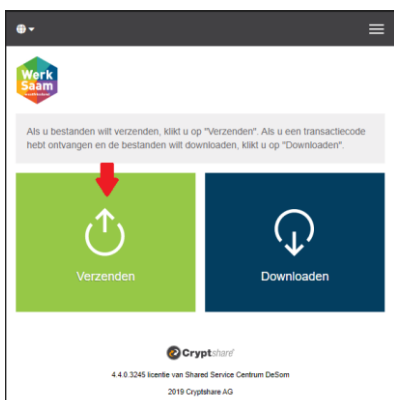 Werk
Saam
Als u bestanden wilt verzenden, klikt u op "Verzenden". Als u een transactiecode
hebt ontvangen en de bestanden wilt downloaden, klikt u op "Downloaden".
Verzenden
Downloaden
Cryptshare
4.4.0.3245 licentie van Shared Service Centrum DeSom
2019 Cryptshare AG